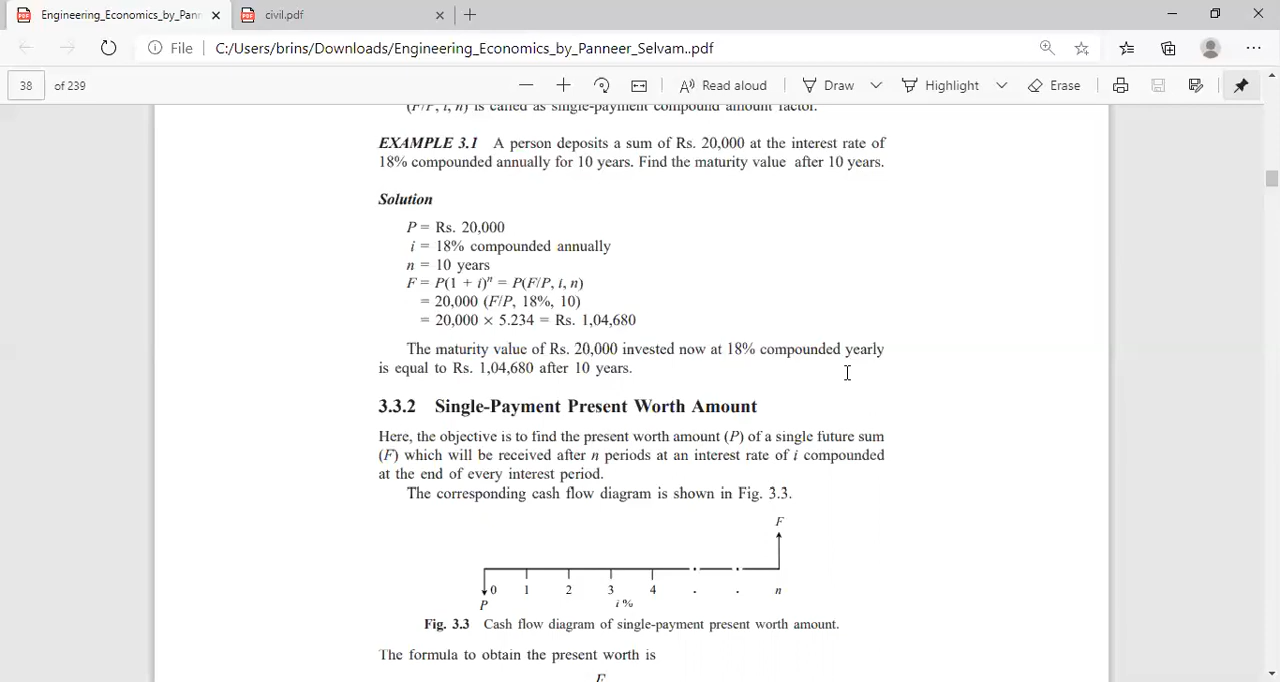 Engineering_Economics_by_Pann
civil.pdf
File
C:/Users/brins/Downloads/Engineering_Economics_by_Panneer_Selvam..pdf
38 of 239
Read aloud
Draw
Highlight
Erase
(F/P, i, n) is called as single-payment compound amount factor.
EXAMPLE 3.1 A person deposits a sum of Rs. 20,000 at the interest rate of
18% compounded annually for 10 years. Find the maturity value after 10 years.
Solution
P = Rs. 20,000
i = 18% compounded annually
n = 10 years
F = P(1 + i)ⁿ = P(F/P, i, n)
= 20,000 (F/P, 18%, 10)
= 20,000 × 5.234 = Rs. 1,04,680
The maturity value of Rs. 20,000 invested now at 18% compounded yearly
is equal to Rs. 1,04,680 after 10 years.
3.3.2 Single-Payment Present Worth Amount
Here, the objective is to find the present worth amount (P) of a single future sum
(F) which will be received after n periods at an interest rate of i compounded
at the end of every interest period.
The corresponding cash flow diagram is shown in Fig. 3.3.
F
0 1 2 3 4 . . n
P i %
Fig. 3.3 Cash flow diagram of single-payment present worth amount.
The formula to obtain the present worth is
F